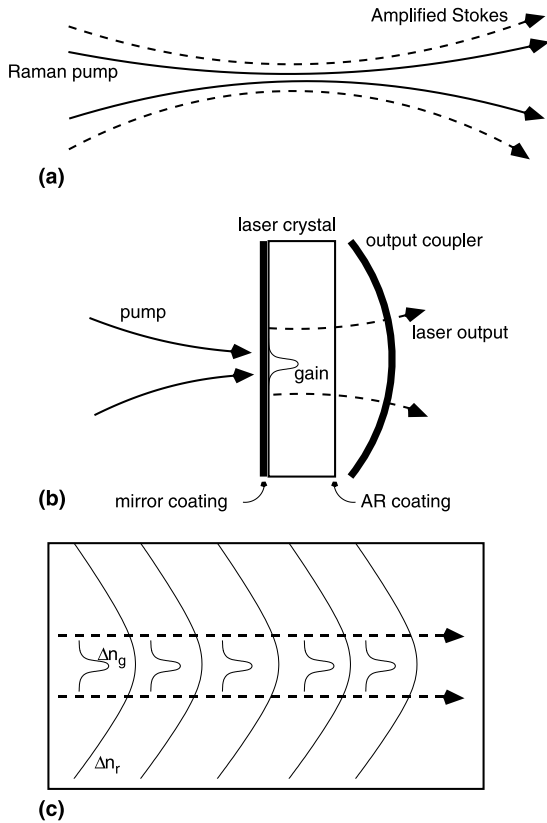 Amplified Stokes
Raman pump
(a)
laser crystal
output coupler
pump
laser output
gain
mirror coating
AR coating
(b)
Δn_g
Δn_r
(c)